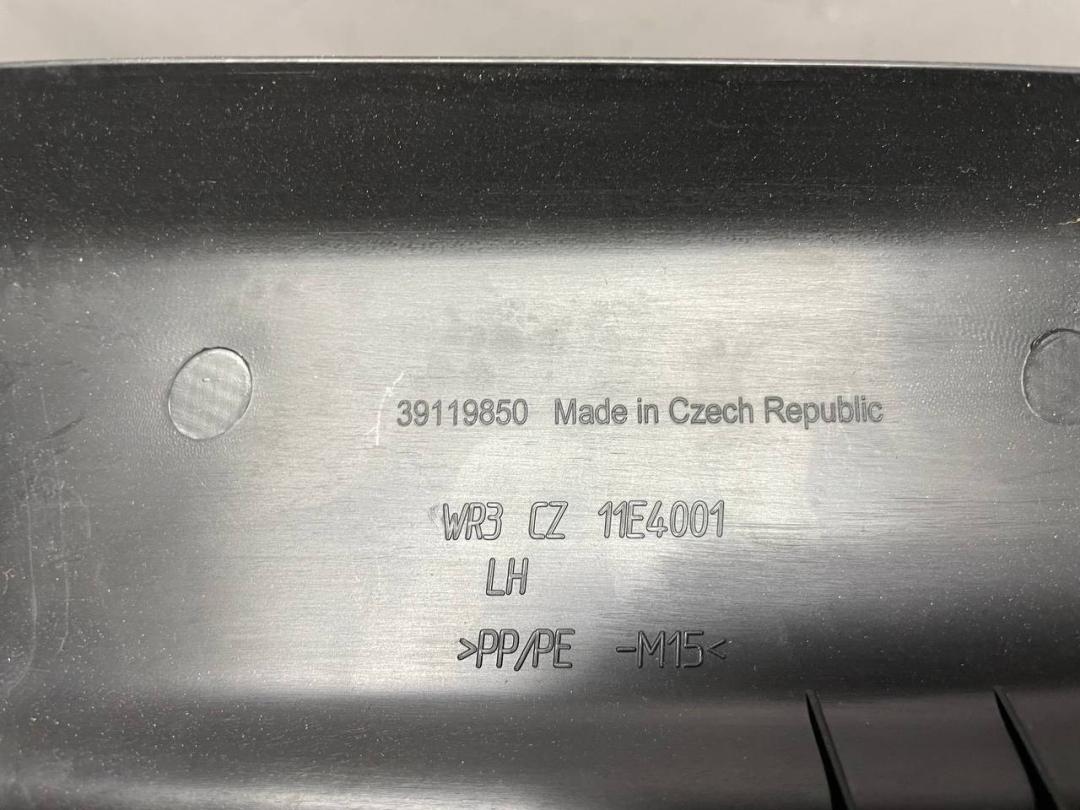 39119850 Made in Czech Republic
WR3 CZ 11E4001
LH
>PP/PE -M15<